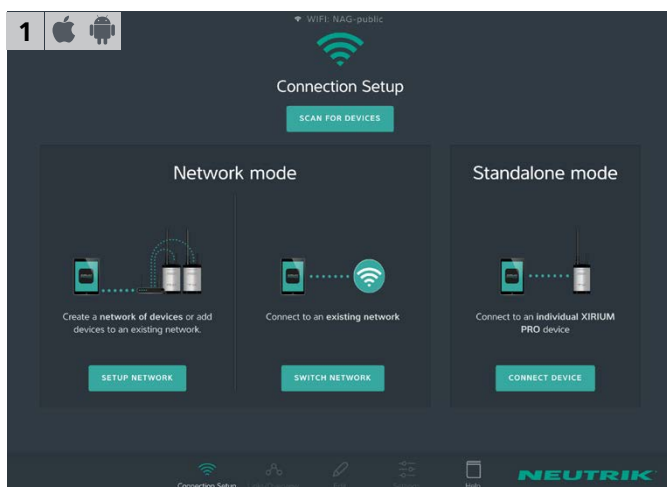 1
WIFI: NAG-public
Connection Setup
SCAN FOR DEVICES
Network mode
Create a network of devices or add
devices to an existing network.
SETUP NETWORK
Connect to an existing network
SWITCH NETWORK
Standalone mode
Connect to an individual XIRIUM
PRO device
CONNECT DEVICE
Connection Setup
Edit
Help
NEUTRIK